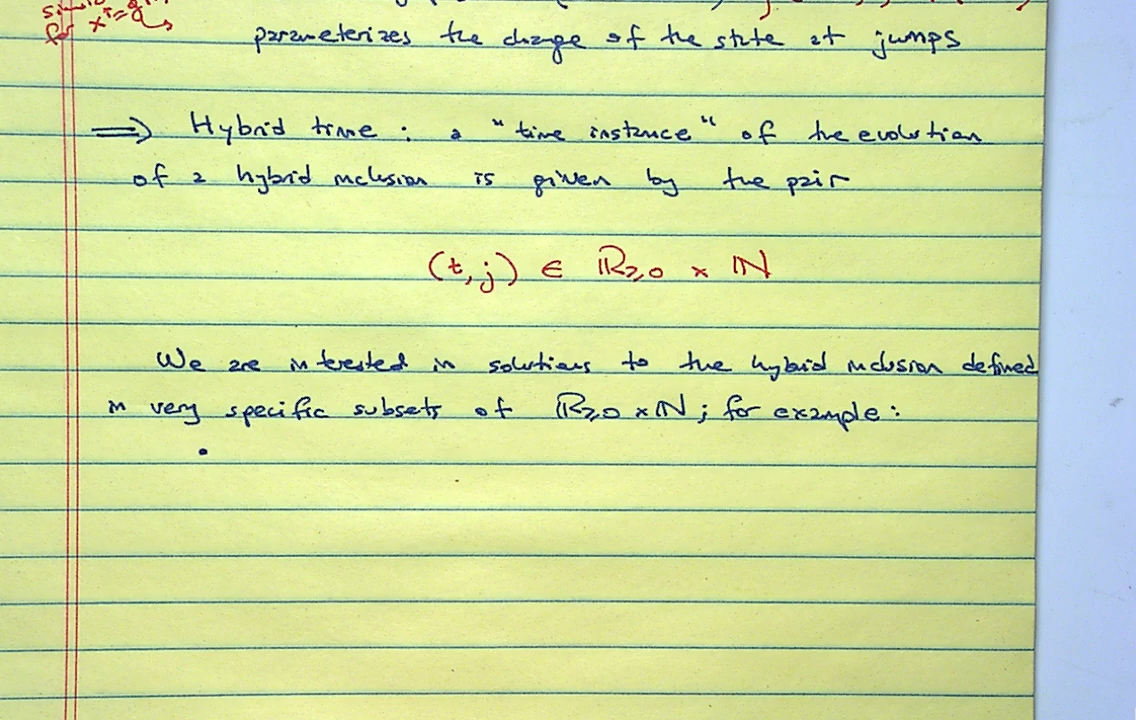 for x⁺=g
parameterizes the change of the state at jumps
⟹ Hybrid time : a "time instance" of the evolution
of a hybrid inclusion is given by the pair
(t, j) ∈ ℝ≥0 × ℕ
We are interested in solutions to the hybrid inclusion defined
in very specific subsets of ℝ≥0 × ℕ ; for example :
•